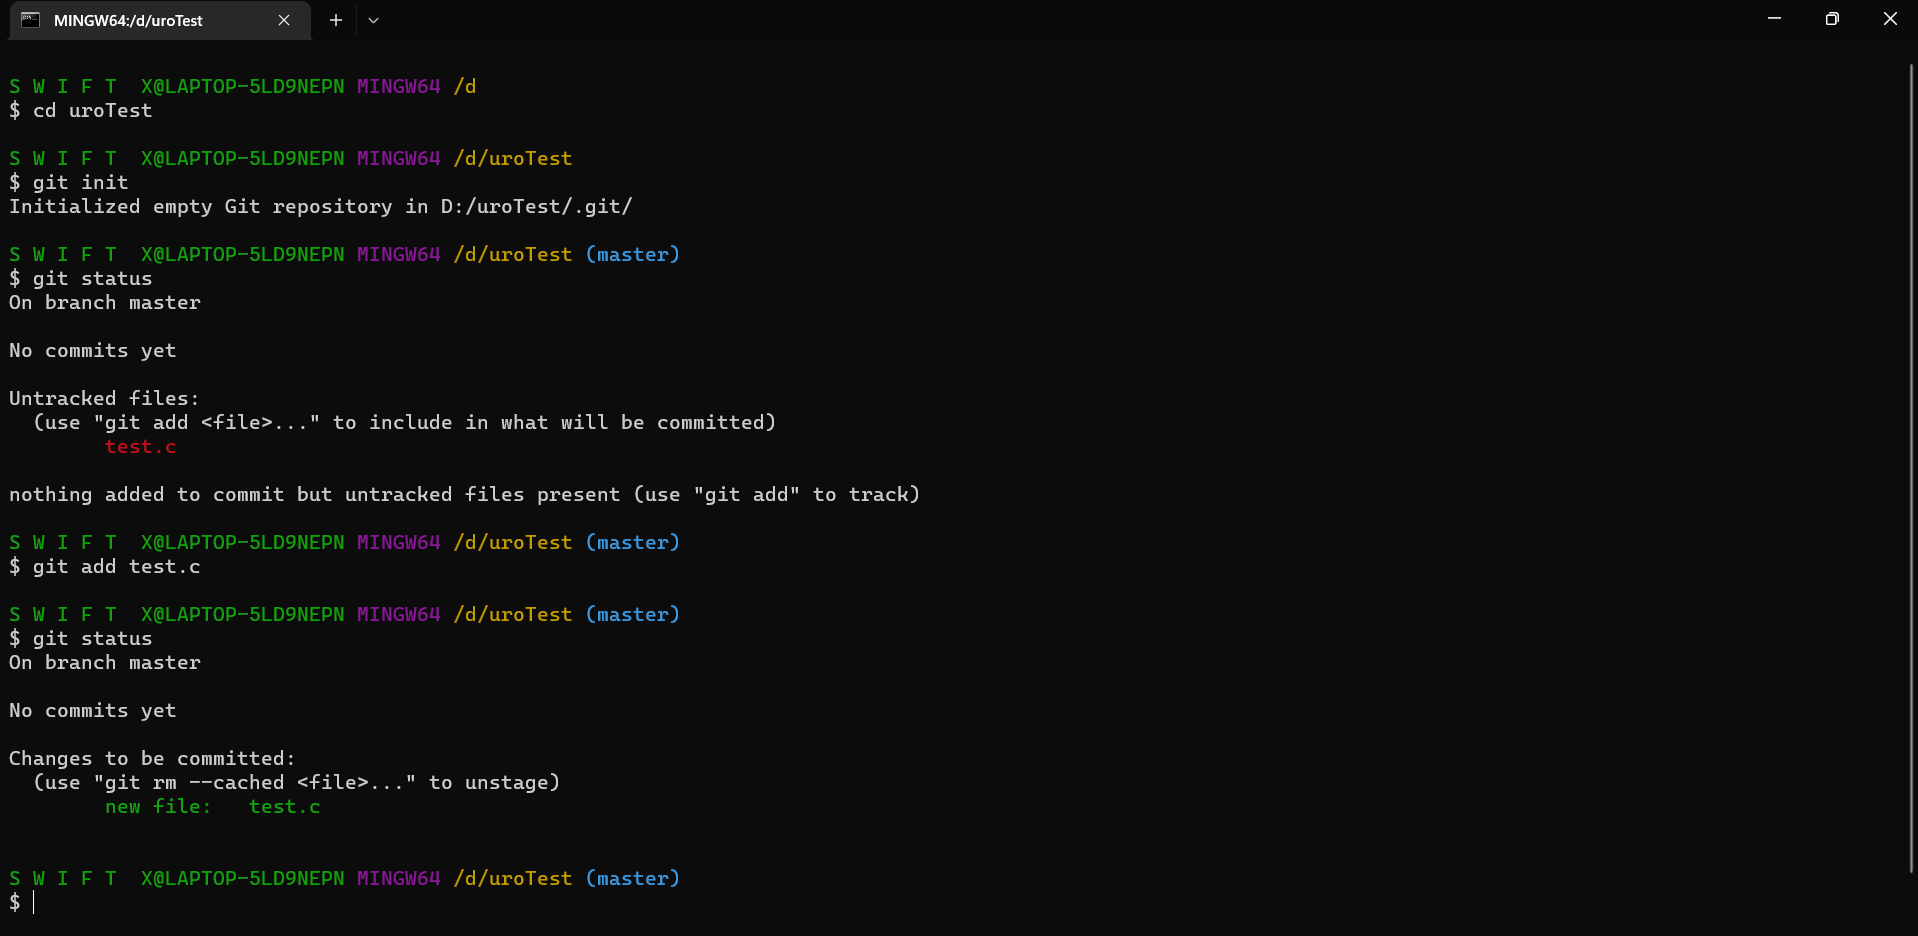 MINGW64:/d/uroTest
S W I F T  X@LAPTOP-5LD9NEPN MINGW64 /d
$ cd uroTest
S W I F T  X@LAPTOP-5LD9NEPN MINGW64 /d/uroTest
$ git init
Initialized empty Git repository in D:/uroTest/.git/
S W I F T  X@LAPTOP-5LD9NEPN MINGW64 /d/uroTest (master)
$ git status
On branch master
No commits yet
Untracked files:
  (use "git add <file>..." to include in what will be committed)
        test.c
nothing added to commit but untracked files present (use "git add" to track)
S W I F T  X@LAPTOP-5LD9NEPN MINGW64 /d/uroTest (master)
$ git add test.c
S W I F T  X@LAPTOP-5LD9NEPN MINGW64 /d/uroTest (master)
$ git status
On branch master
No commits yet
Changes to be committed:
  (use "git rm --cached <file>..." to unstage)
        new file:   test.c
S W I F T  X@LAPTOP-5LD9NEPN MINGW64 /d/uroTest (master)
$